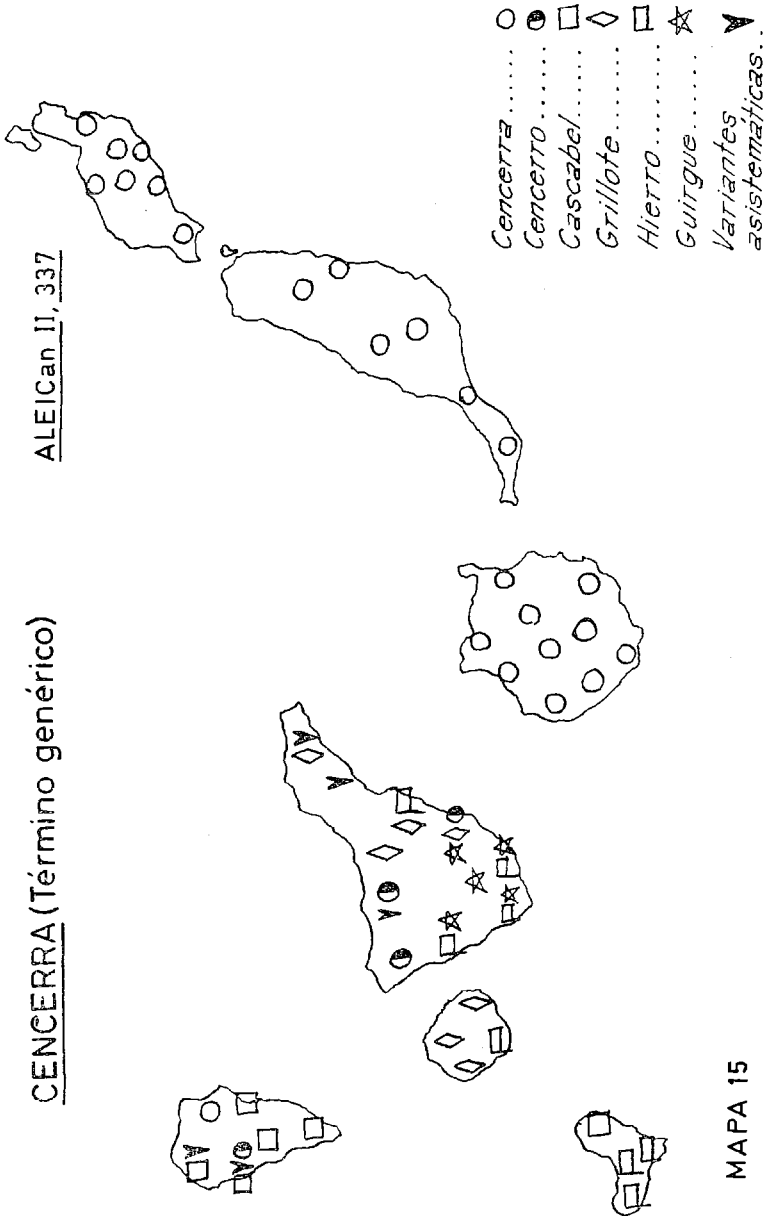 CENCERRA (Término genérico)
ALEICan II, 337
Cencerra......
Cencerro......
Cascabel......
Grillote.......
Hierro.........
Guirgue......
Variantes
asistemáticas..
MAPA 15